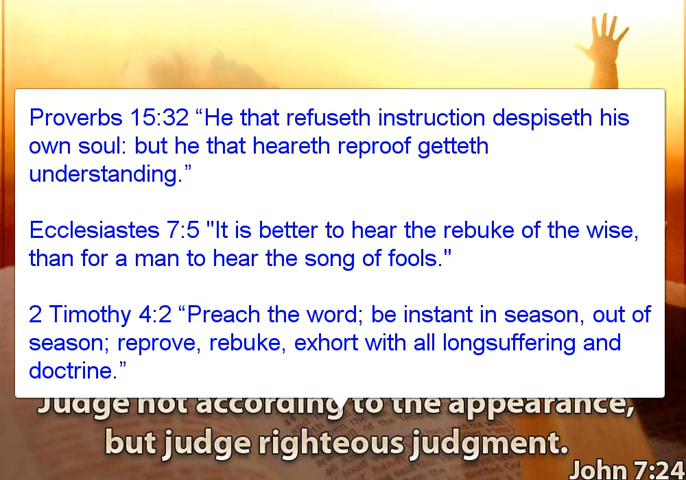 Proverbs 15:32 “He that refuseth instruction despiseth his
own soul: but he that heareth reproof getteth
understanding.”
Ecclesiastes 7:5 "It is better to hear the rebuke of the wise,
than for a man to hear the song of fools."
2 Timothy 4:2 “Preach the word; be instant in season, out of
season; reprove, rebuke, exhort with all longsuffering and
doctrine.”
Judge not according to the appearance,
but judge righteous judgment.
John 7:24